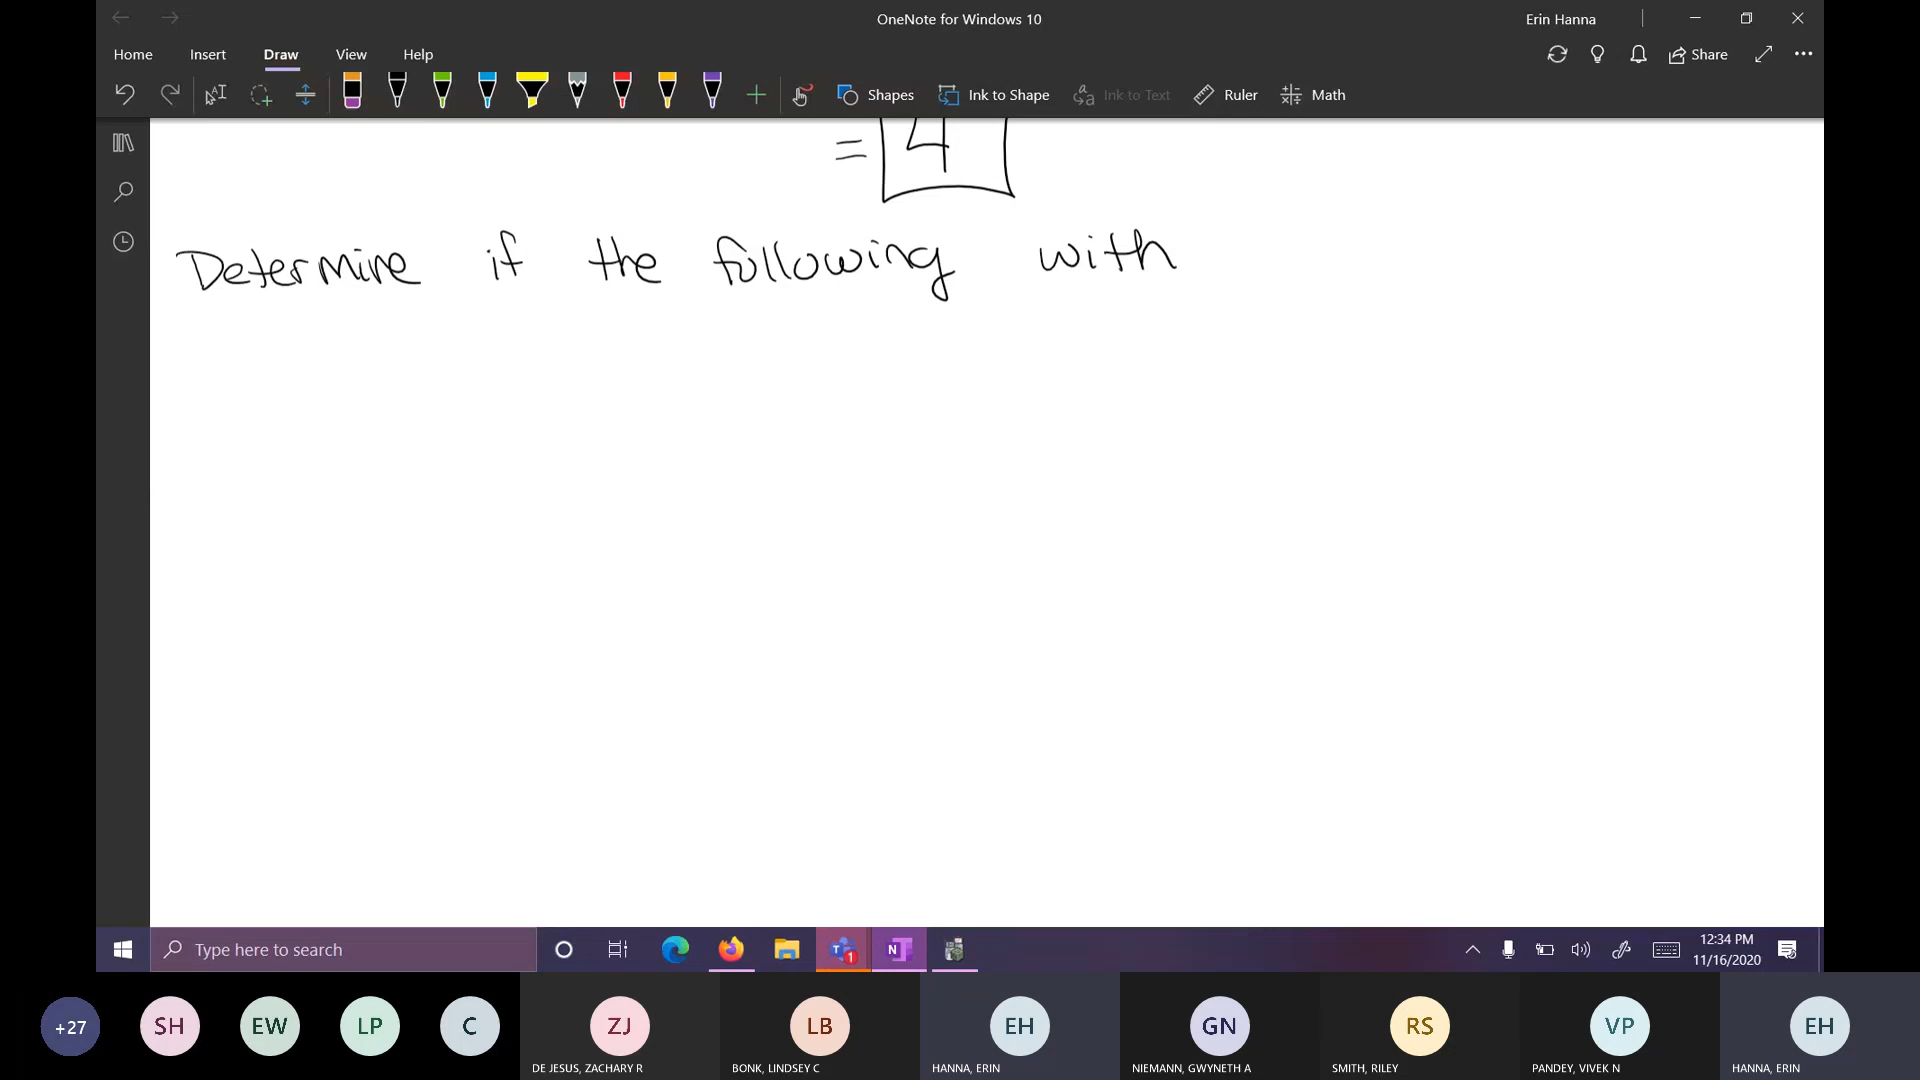 OneNote for Windows 10
Erin Hanna
Home Insert Draw View Help
Share
Shapes Ink to Shape Ink to Text Ruler Math
= 4
Determine if the following with
Type here to search
1
N
12:34 PM
11/16/2020
+27 SH EW LP C ZJ LB EH GN RS VP EH
DE JESUS, ZACHARY R BONK, LINDSEY C HANNA, ERIN NIEMANN, GWYNETH A SMITH, RILEY PANDEY, VIVEK N HANNA, ERIN